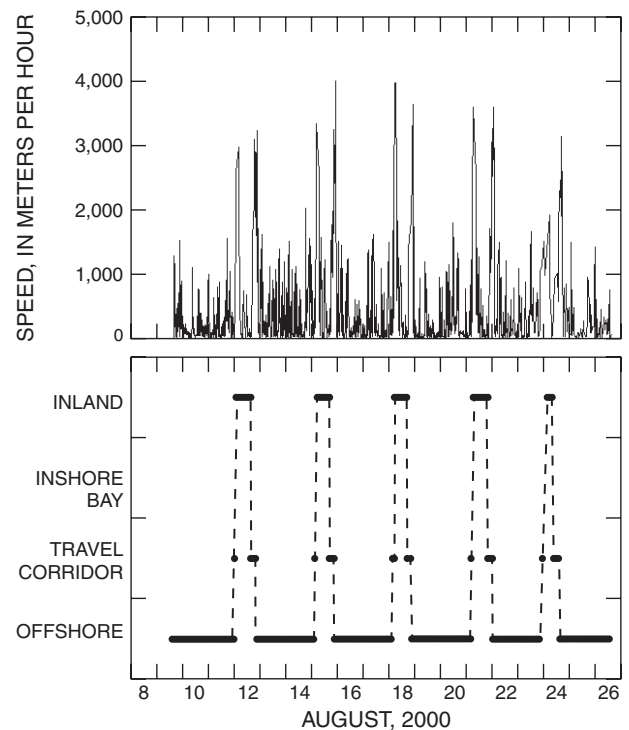 SPEED, IN METERS PER HOUR
5,000
4,000
3,000
2,000
1,000
0
INLAND
INSHORE
BAY
TRAVEL
CORRIDOR
OFFSHORE
8 10 12 14 16 18 20 22 24 26
AUGUST, 2000